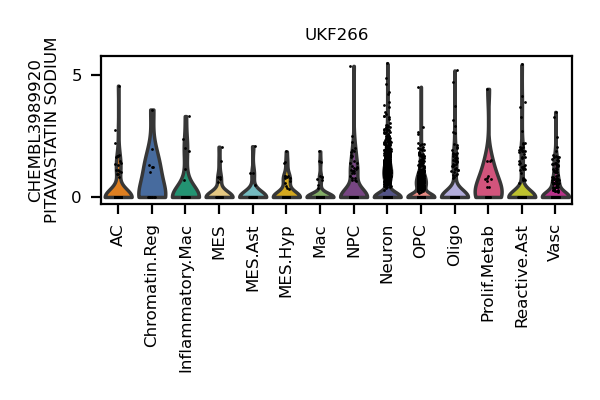 UKF266
CHEMBL3989920
PITAVASTATIN SODIUM
5
0
AC
Chromatin.Reg
Inflammatory.Mac
MES
MES.Ast
MES.Hyp
Mac
NPC
Neuron
OPC
Oligo
Prolif.Metab
Reactive.Ast
Vasc